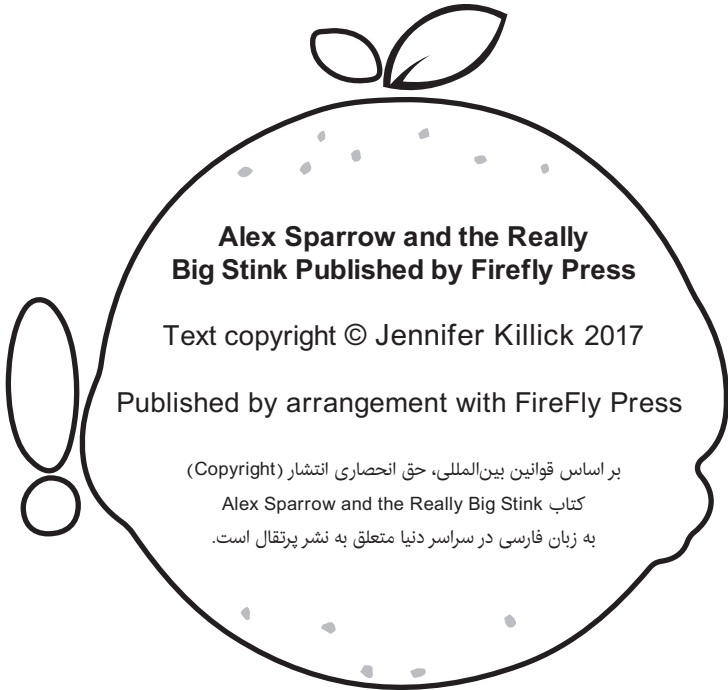 Alex Sparrow and the Really
Big Stink Published by Firefly Press
Text copyright © Jennifer Killick 2017
Published by arrangement with FireFly Press
بر اساس قوانین بین‌المللی، حق انحصاری انتشار (Copyright)
کتاب Alex Sparrow and the Really Big Stink
به زبان فارسی در سراسر دنیا متعلق به نشر پرتقال است.